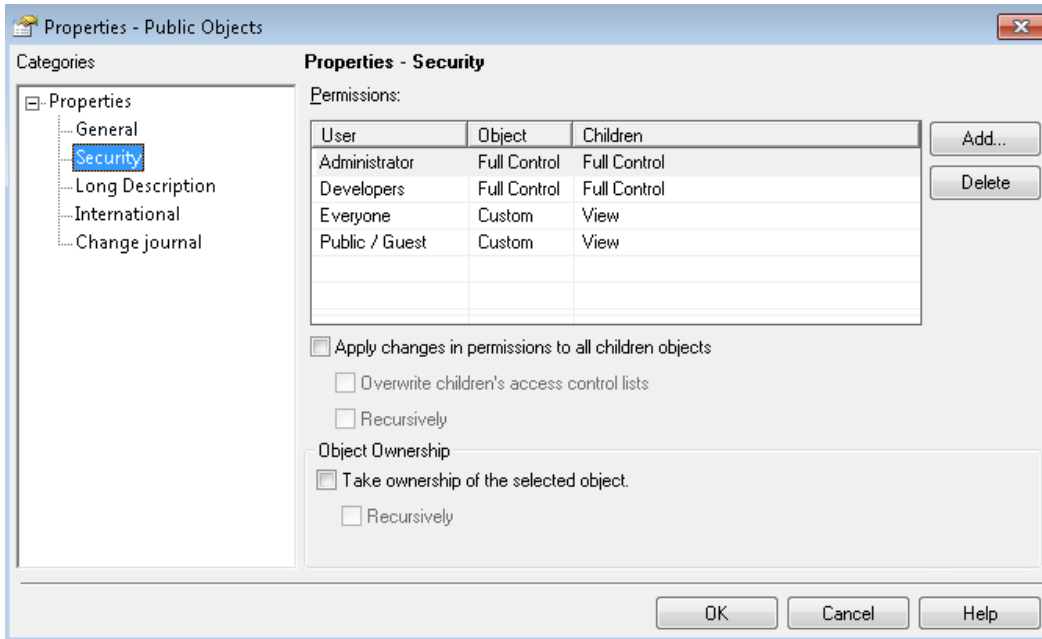 Properties - Public Objects
Categories
Properties
General
Security
Long Description
International
Change journal
Properties - Security
Permissions:
User Object Children
Administrator Full Control Full Control
Developers Full Control Full Control
Everyone Custom View
Public / Guest Custom View
Add...
Delete
Apply changes in permissions to all children objects
Overwrite children's access control lists
Recursively
Object Ownership
Take ownership of the selected object.
Recursively
OK Cancel Help